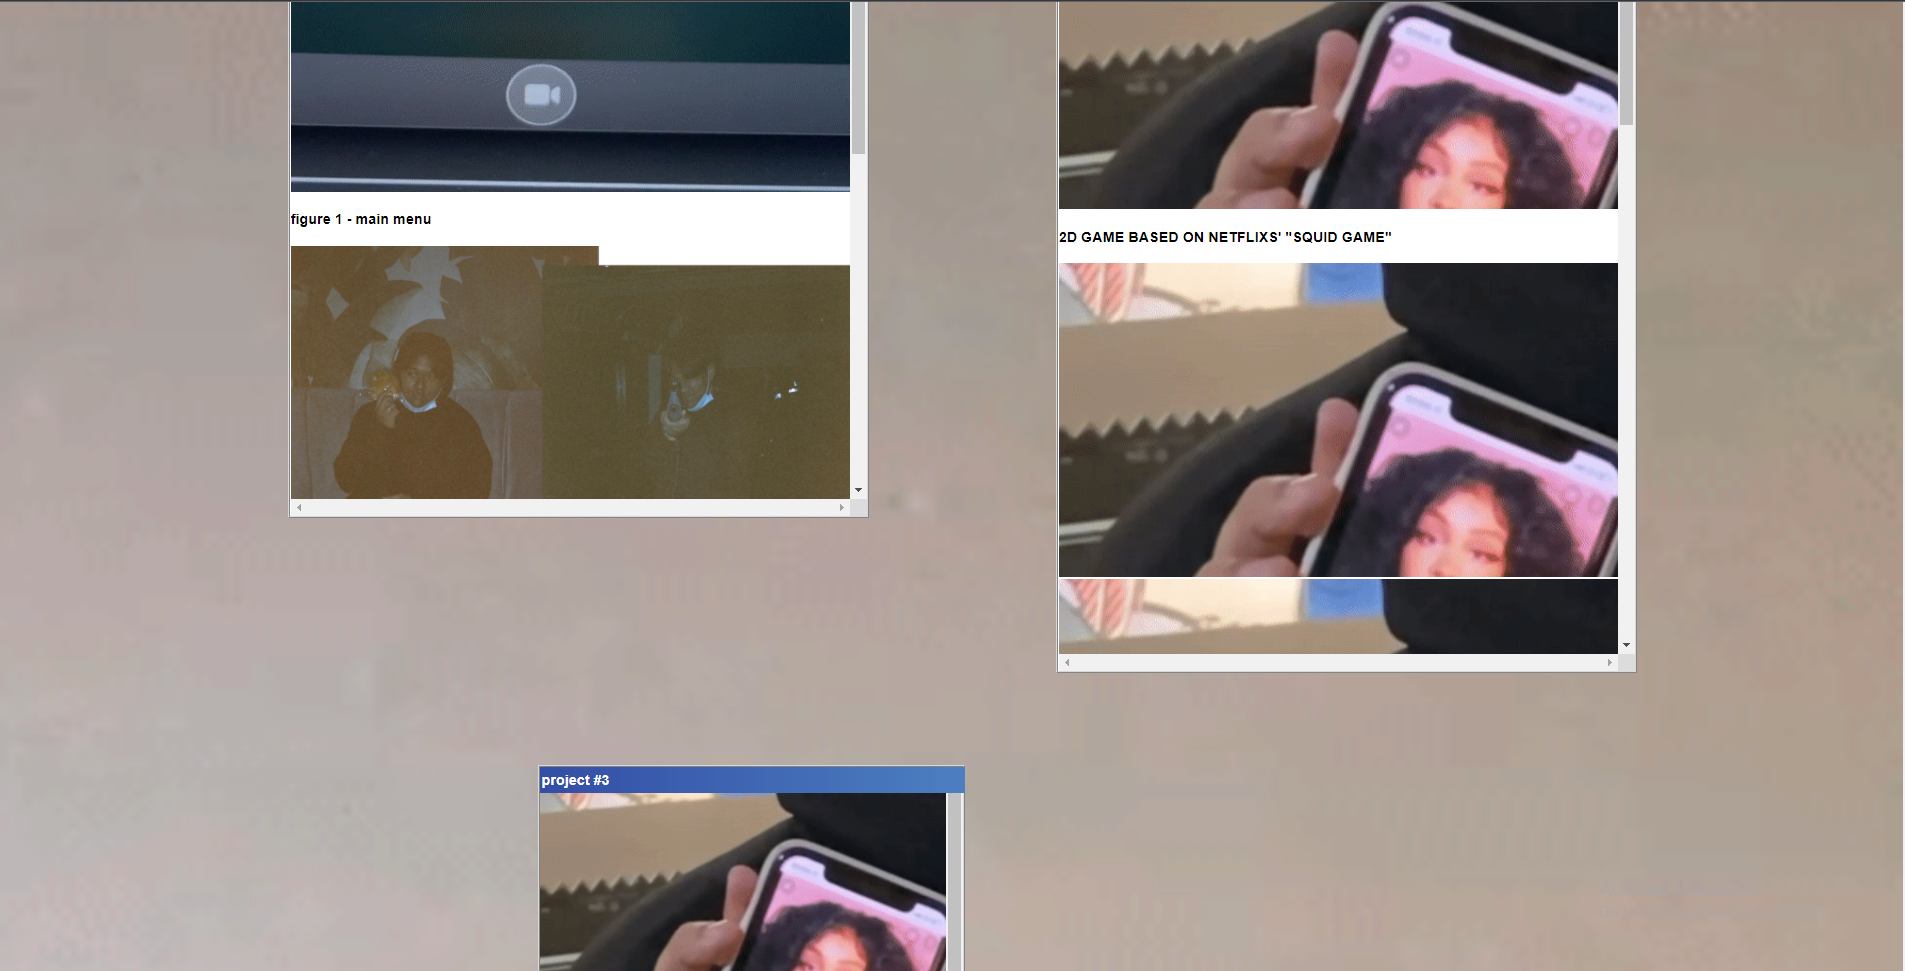 figure 1 - main menu
2D GAME BASED ON NETFLIXS' "SQUID GAME"
project #3